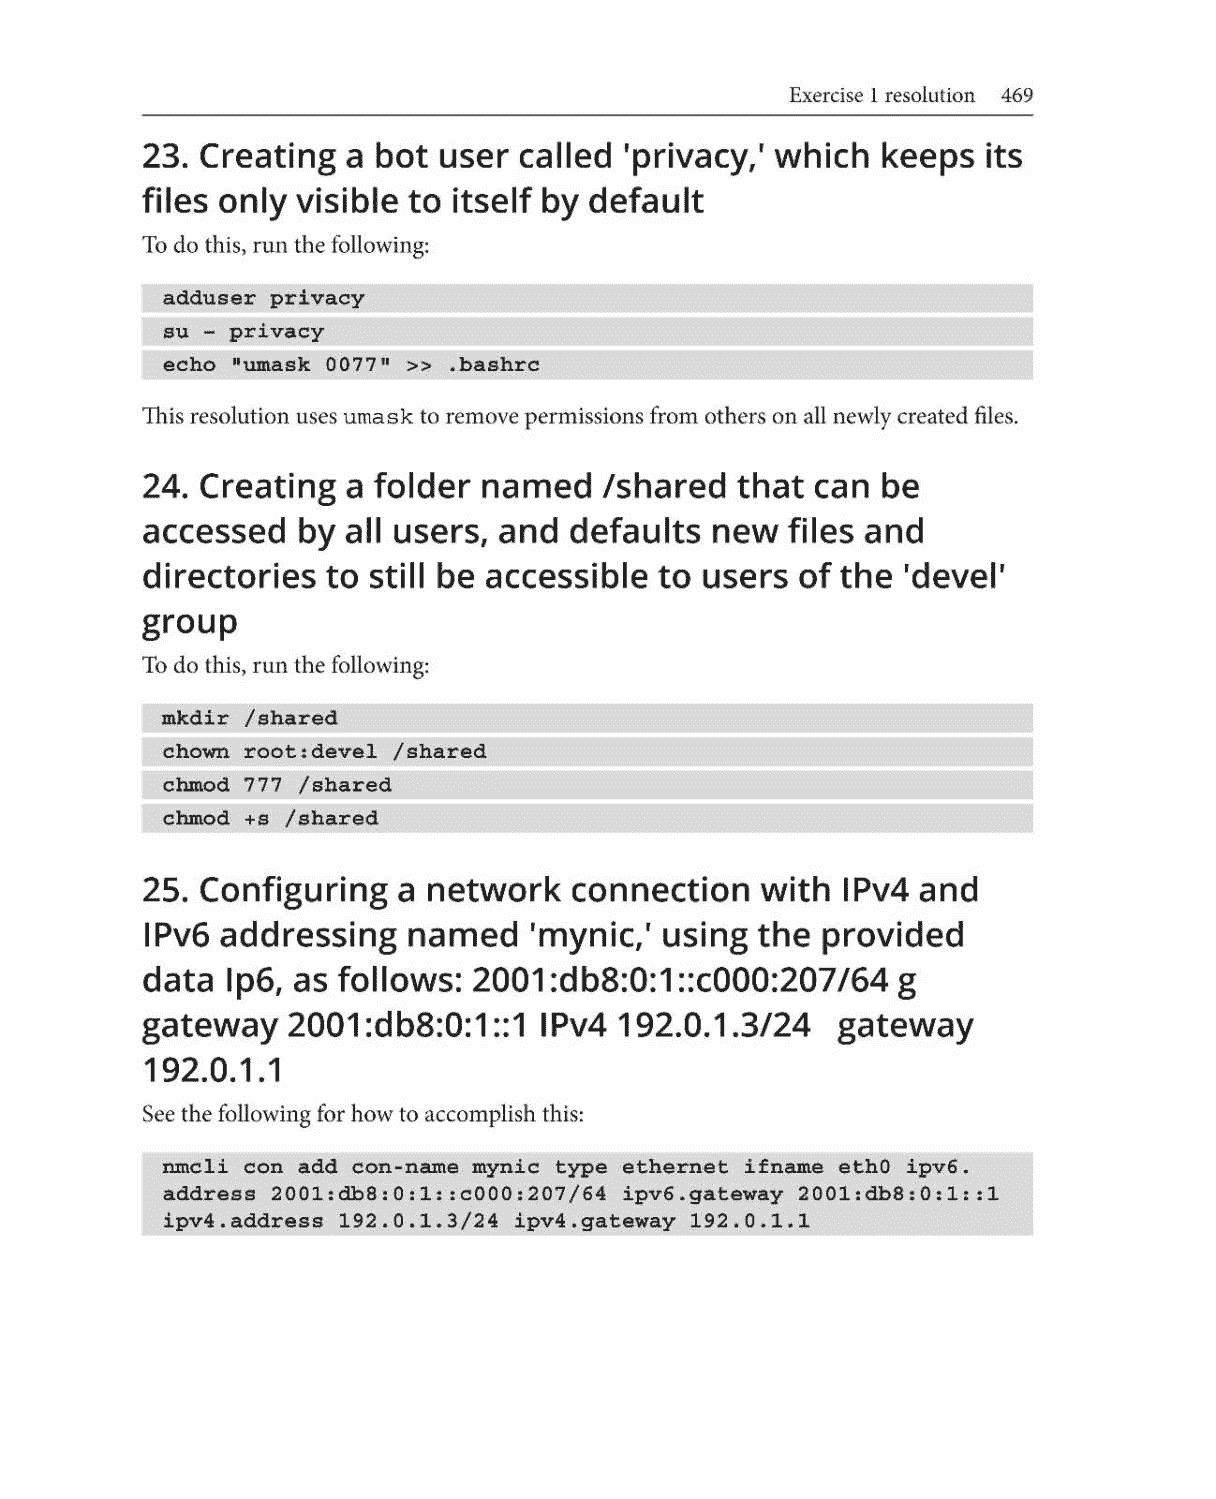 Exercise 1 resolution 469
23. Creating a bot user called 'privacy,' which keeps its
files only visible to itself by default
To do this, run the following:
adduser privacy
su - privacy
echo "umask 0077" >> .bashrc
This resolution uses umask to remove permissions from others on all newly created files.
24. Creating a folder named /shared that can be
accessed by all users, and defaults new files and
directories to still be accessible to users of the 'devel'
group
To do this, run the following:
mkdir /shared
chown root:devel /shared
chmod 777 /shared
chmod +s /shared
25. Configuring a network connection with IPv4 and
IPv6 addressing named 'mynic,' using the provided
data Ip6, as follows: 2001:db8:0:1::c000:207/64 g
gateway 2001:db8:0:1::1 IPv4 192.0.1.3/24 gateway
192.0.1.1
See the following for how to accomplish this:
nmcli con add con-name mynic type ethernet ifname eth0 ipv6.
address 2001:db8:0:1::c000:207/64 ipv6.gateway 2001:db8:0:1::1
ipv4.address 192.0.1.3/24 ipv4.gateway 192.0.1.1